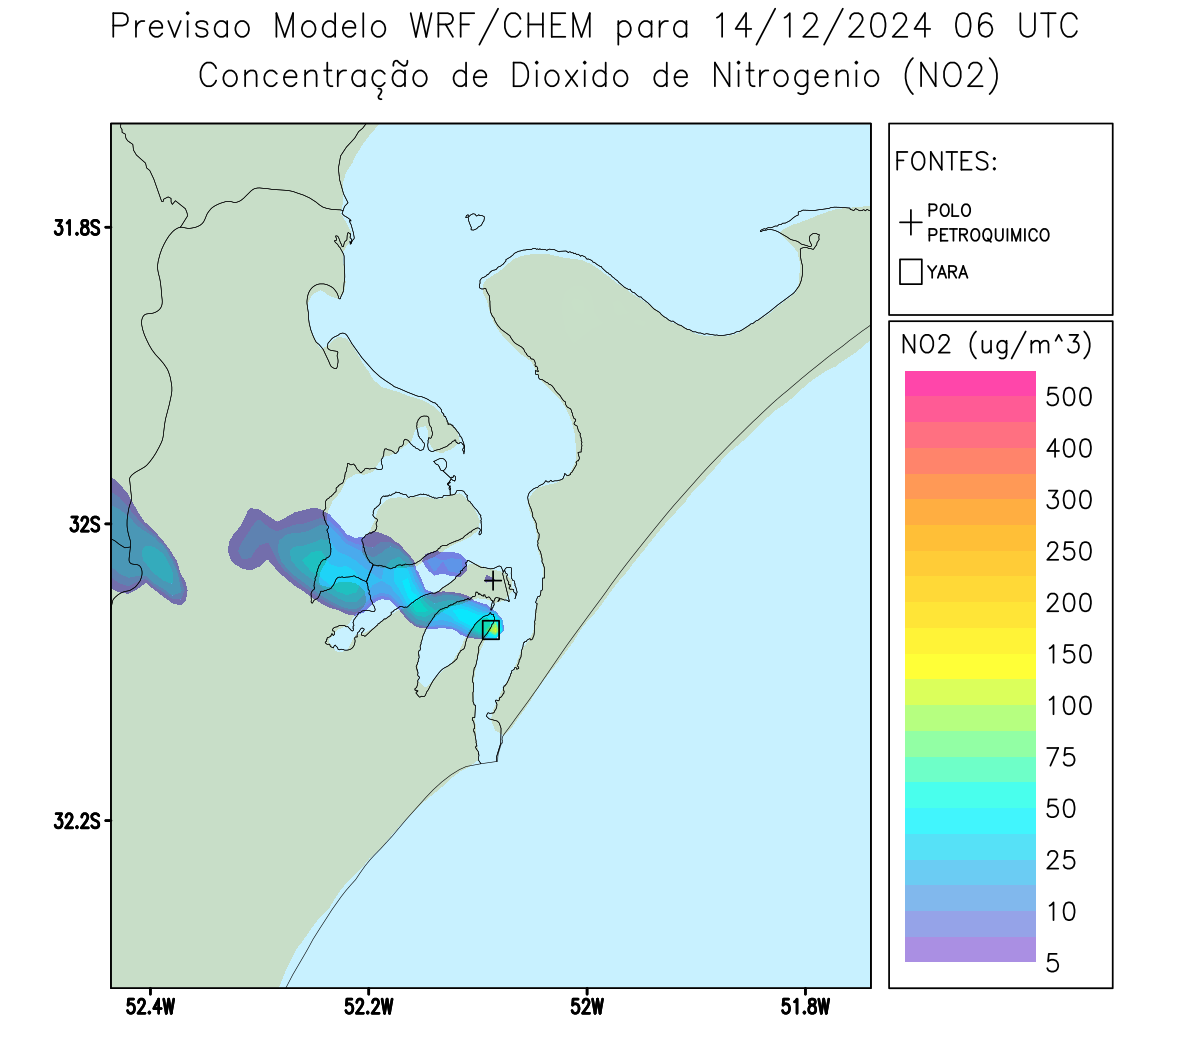 Previsao Modelo WRF/CHEM para 14/12/2024 06 UTC
Concentração de Dioxido de Nitrogenio (NO2)
FONTES:
POLO
PETROQUIMICO
YARA
NO2 (ug/m^3)
500
400
300
250
200
150
100
75
50
25
10
5
31.8S
32S
32.2S
52.4W
52.2W
52W
51.8W